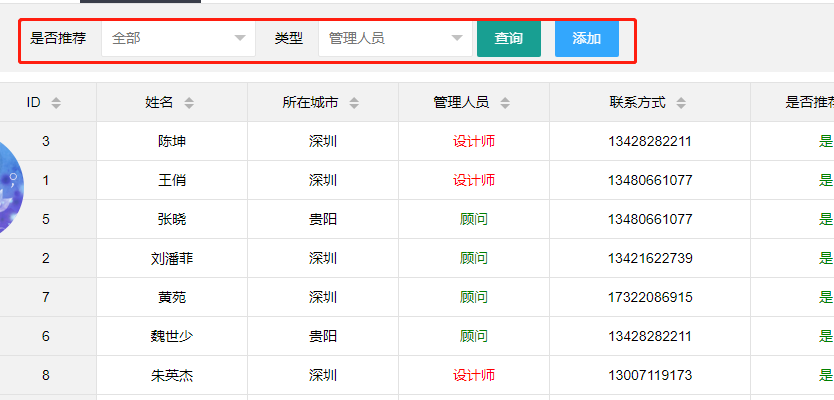 是否推荐 全部 类型 管理人员 查询 添加
ID 姓名 所在城市 管理人员 联系方式 是否推荐
3 陈坤 深圳 设计师 13428282211 是
1 王俏 深圳 设计师 13480661077 是
5 张晓 贵阳 顾问 13480661077 是
2 刘潘菲 深圳 顾问 13421622739 是
7 黄苑 深圳 顾问 17322086915 是
6 魏世少 贵阳 顾问 13428282211 是
8 朱英杰 深圳 设计师 13007119173 是